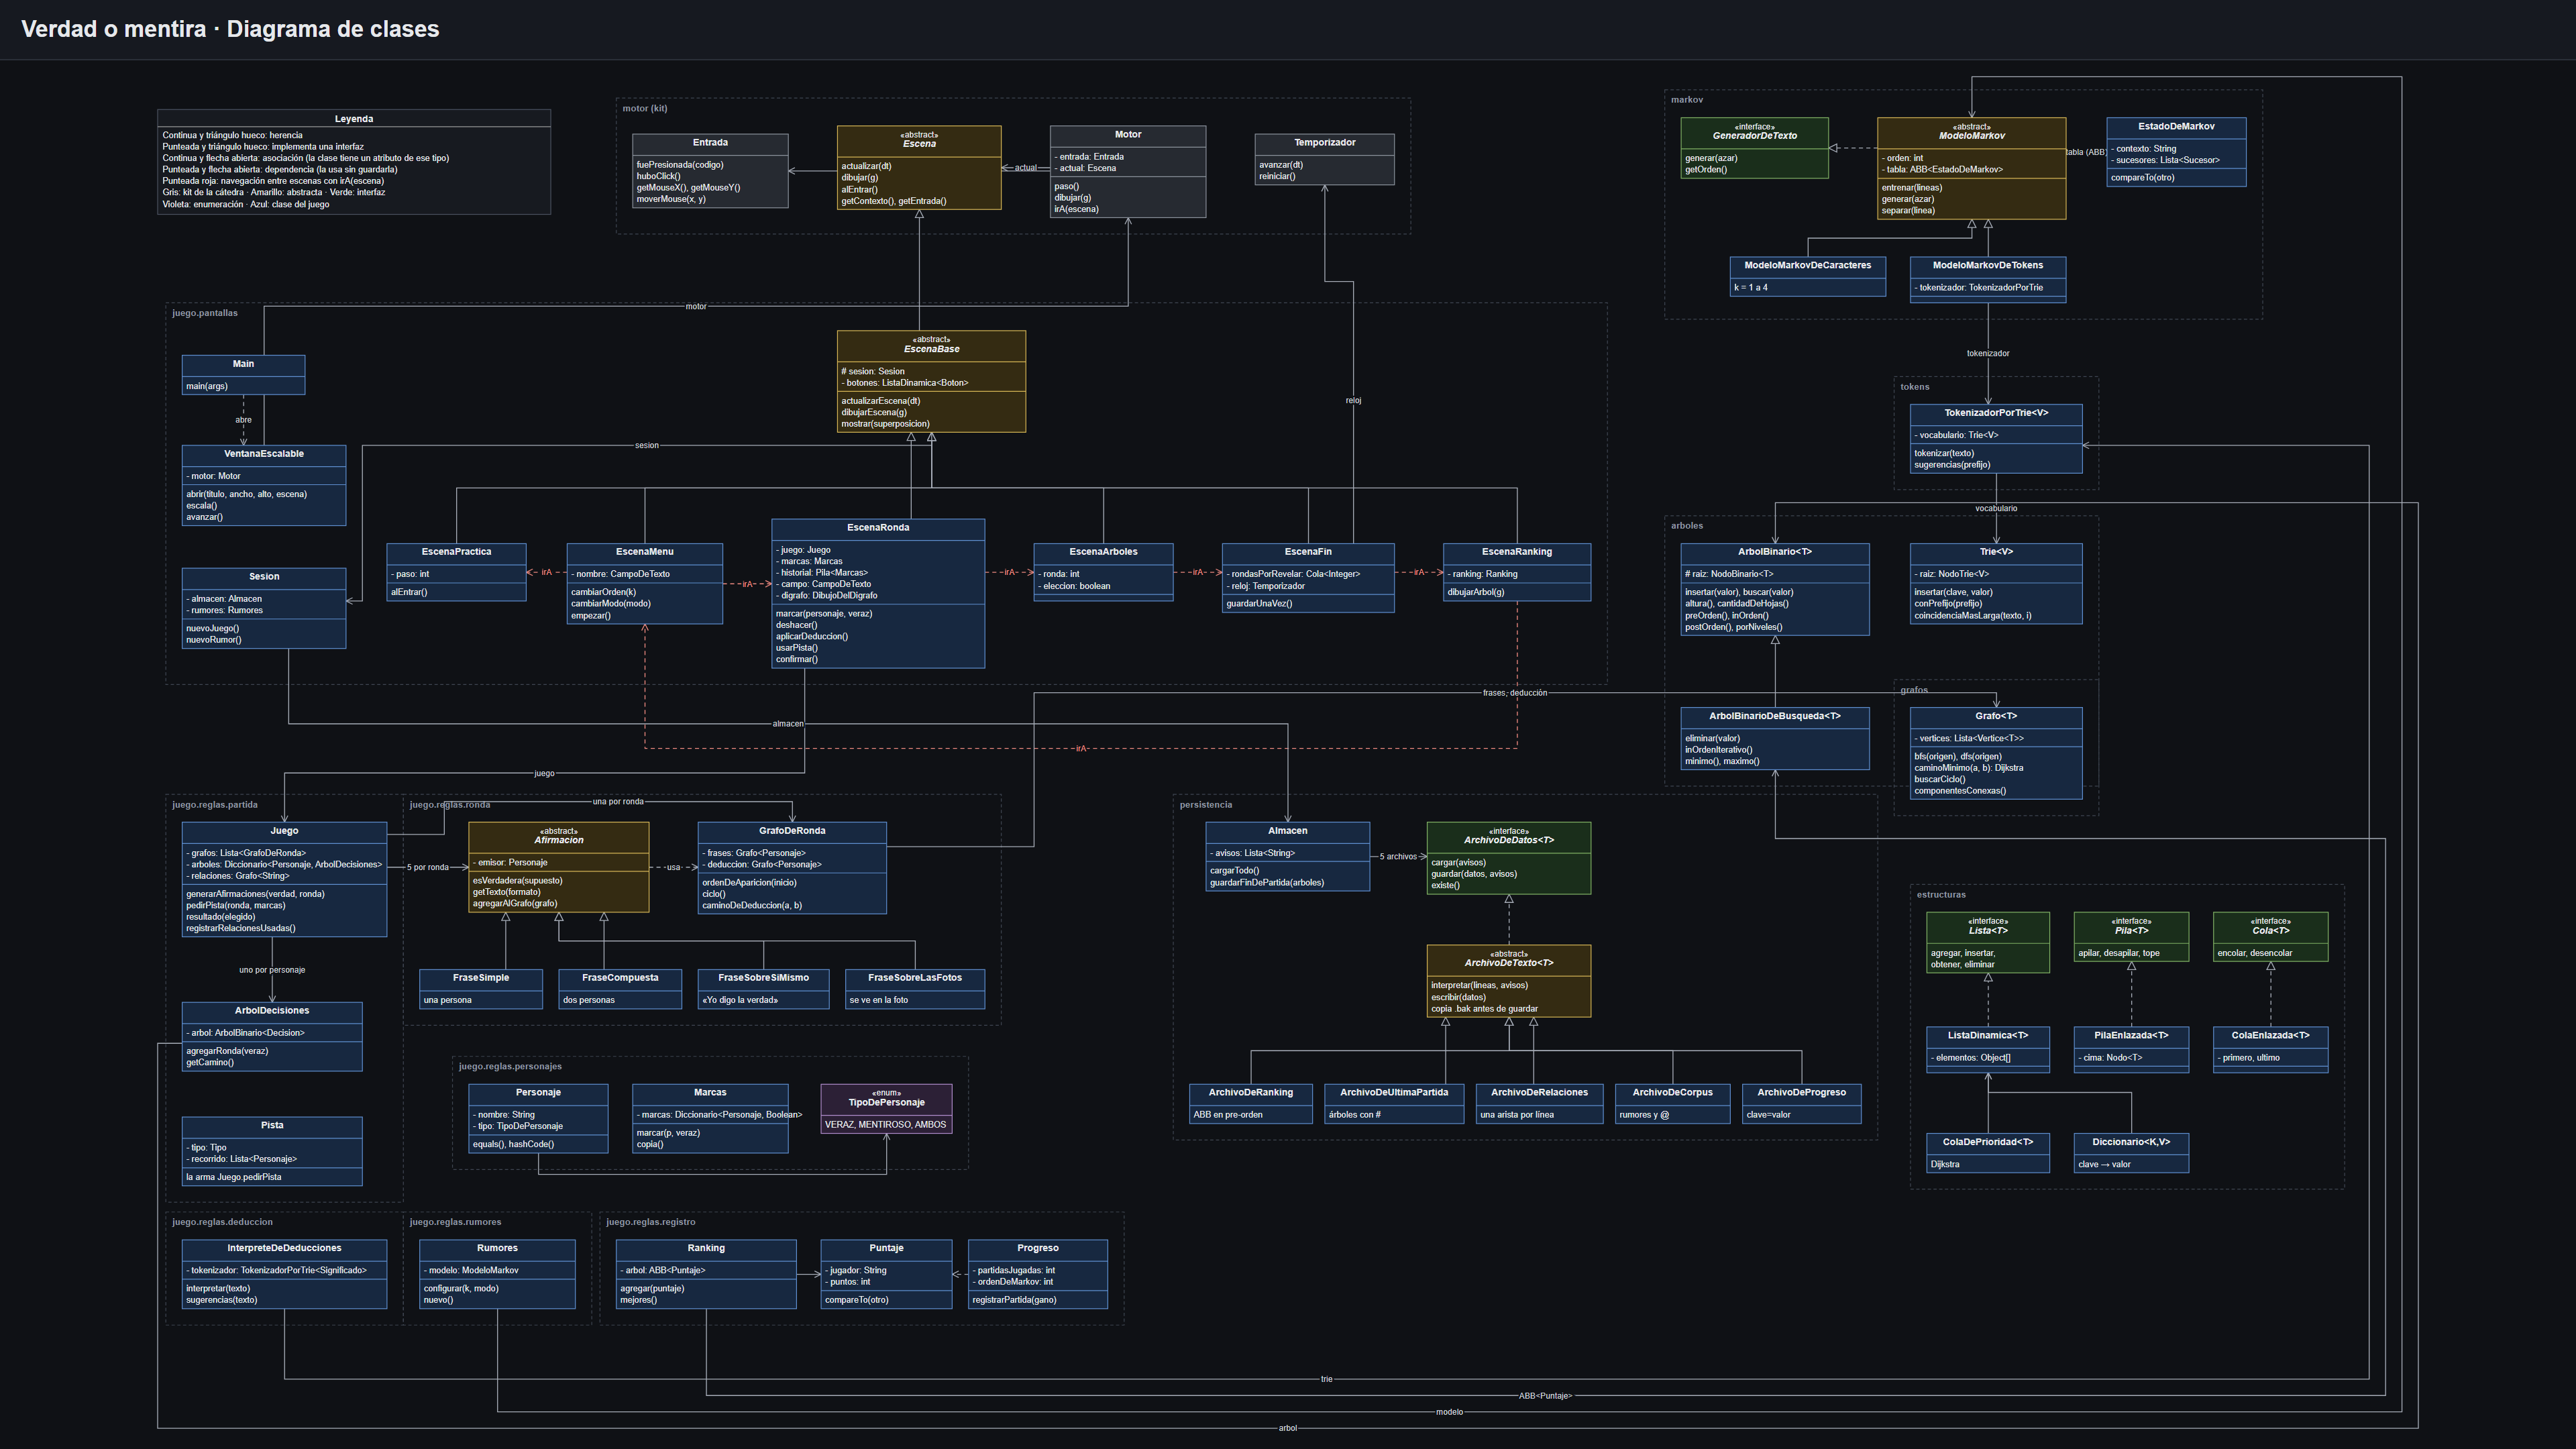 Verdad o mentira · Diagrama de clases
Leyenda
Continua y triángulo hueco: herencia
Punteada y triángulo hueco: implementa una interfaz
Continua y flecha abierta: asociación (la clase tiene un atributo de ese tipo)
Punteada y flecha abierta: dependencia (la usa sin guardarla)
Punteada roja: navegación entre escenas con irA(escena)
Gris: kit de la cátedra · Amarillo: abstracta · Verde: interfaz
Violeta: enumeración · Azul: clase del juego
motor (kit)
Entrada
fuePresionada(codigo)
huboClick()
getMouseX(), getMouseY()
moverMouse(x, y)
«abstract»
Escena
actualizar(dt)
dibujar(g)
alEntrar()
getContexto(), getEntrada()
actual
Motor
- entrada: Entrada
- actual: Escena
paso()
dibujar(g)
irA(escena)
Temporizador
avanzar(dt)
reiniciar()
markov
«interface»
GeneradorDeTexto
generar(azar)
getOrden()
«abstract»
ModeloMarkov
- orden: int
- tabla: ABB<EstadoDeMarkov>
entrenar(lineas)
generar(azar)
separar(linea)
tabla (ABB)
EstadoDeMarkov
- contexto: String
- sucesores: Lista<Sucesor>
compareTo(otro)
ModeloMarkovDeCaracteres
k = 1 a 4
ModeloMarkovDeTokens
- tokenizador: TokenizadorPorTrie
tokenizador
juego.pantallas
motor
Main
main(args)
abre
VentanaEscalable
- motor: Motor
abrir(titulo, ancho, alto, escena)
escala()
avanzar()
Sesion
- almacen: Almacen
- rumores: Rumores
nuevoJuego()
nuevoRumor()
«abstract»
EscenaBase
# sesion: Sesion
- botones: ListaDinamica<Boton>
actualizarEscena(dt)
dibujarEscena(g)
mostrar(superposicion)
sesion
reloj
EscenaPractica
- paso: int
alEntrar()
irA
EscenaMenu
- nombre: CampoDeTexto
cambiarOrden(k)
cambiarModo(modo)
empezar()
irA
EscenaRonda
- juego: Juego
- marcas: Marcas
- historial: Pila<Marcas>
- campo: CampoDeTexto
- digrafo: DibujoDelDigrafo
marcar(personaje, veraz)
deshacer()
aplicarDeduccion()
usarPista()
confirmar()
irA
EscenaArboles
- ronda: int
- eleccion: boolean
irA
EscenaFin
- rondasPorRevelar: Cola<Integer>
- reloj: Temporizador
guardarUnaVez()
irA
EscenaRanking
- ranking: Ranking
dibujarArbol(g)
tokens
TokenizadorPorTrie<V>
- vocabulario: Trie<V>
tokenizar(texto)
sugerencias(prefijo)
vocabulario
arboles
ArbolBinario<T>
# raiz: NodoBinario<T>
insertar(valor), buscar(valor)
altura(), cantidadDeHojas()
preOrden(), inOrden()
postOrden(), porNiveles()
Trie<V>
- raiz: NodoTrie<V>
insertar(clave, valor)
conPrefijo(prefijo)
coincidenciaMasLarga(texto, i)
ArbolBinarioDeBusqueda<T>
eliminar(valor)
inOrdenIterativo()
minimo(), maximo()
grafos
Grafo<T>
- vertices: Lista<Vertice<T>>
bfs(origen), dfs(origen)
caminoMinimo(a, b): Dijkstra
buscarCiclo()
componentesConexas()
frases, deducción
almacen
irA
juego
juego.reglas.partida
Juego
- grafos: Lista<GrafoDeRonda>
- arboles: Diccionario<Personaje, ArbolDecisiones>
- relaciones: Grafo<String>
generarAfirmaciones(verdad, ronda)
pedirPista(ronda, marcas)
resultado(elegido)
registrarRelacionesUsadas()
uno por personaje
ArbolDecisiones
- arbol: ArbolBinario<Decision>
agregarRonda(veraz)
getCamino()
Pista
- tipo: Tipo
- recorrido: Lista<Personaje>
la arma Juego.pedirPista
juego.reglas.ronda
una por ronda
5 por ronda
«abstract»
Afirmacion
- emisor: Personaje
esVerdadera(supuesto)
getTexto(formato)
agregarAlGrafo(grafo)
usa
GrafoDeRonda
- frases: Grafo<Personaje>
- deduccion: Grafo<Personaje>
ordenDeAparicion(inicio)
ciclo()
caminoDeDeduccion(a, b)
FraseSimple
una persona
FraseCompuesta
dos personas
FraseSobreSiMismo
«Yo digo la verdad»
FraseSobreLasFotos
se ve en la foto
juego.reglas.personajes
Personaje
- nombre: String
- tipo: TipoDePersonaje
equals(), hashCode()
Marcas
- marcas: Diccionario<Personaje, Boolean>
marcar(p, veraz)
copia()
«enum»
TipoDePersonaje
VERAZ, MENTIROSO, AMBOS
persistencia
Almacen
- avisos: Lista<String>
cargarTodo()
guardarFinDePartida(arboles)
5 archivos
«interface»
ArchivoDeDatos<T>
cargar(avisos)
guardar(datos, avisos)
existe()
«abstract»
ArchivoDeTexto<T>
interpretar(lineas, avisos)
escribir(datos)
copia .bak antes de guardar
ArchivoDeRanking
ABB en pre-orden
ArchivoDeUltimaPartida
árboles con #
ArchivoDeRelaciones
una arista por línea
ArchivoDeCorpus
rumores y @
ArchivoDeProgreso
clave=valor
estructuras
«interface»
Lista<T>
agregar, insertar,
obtener, eliminar
«interface»
Pila<T>
apilar, desapilar, tope
«interface»
Cola<T>
encolar, desencolar
ListaDinamica<T>
- elementos: Object[]
PilaEnlazada<T>
- cima: Nodo<T>
ColaEnlazada<T>
- primero, ultimo
ColaDePrioridad<T>
Dijkstra
Diccionario<K,V>
clave → valor
juego.reglas.deduccion
InterpreteDeDeducciones
- tokenizador: TokenizadorPorTrie<Significado>
interpretar(texto)
sugerencias(texto)
juego.reglas.rumores
Rumores
- modelo: ModeloMarkov
configurar(k, modo)
nuevo()
juego.reglas.registro
Ranking
- arbol: ABB<Puntaje>
agregar(puntaje)
mejores()
Puntaje
- jugador: String
- puntos: int
compareTo(otro)
Progreso
- partidasJugadas: int
- ordenDeMarkov: int
registrarPartida(gano)
trie
ABB<Puntaje>
modelo
arbol